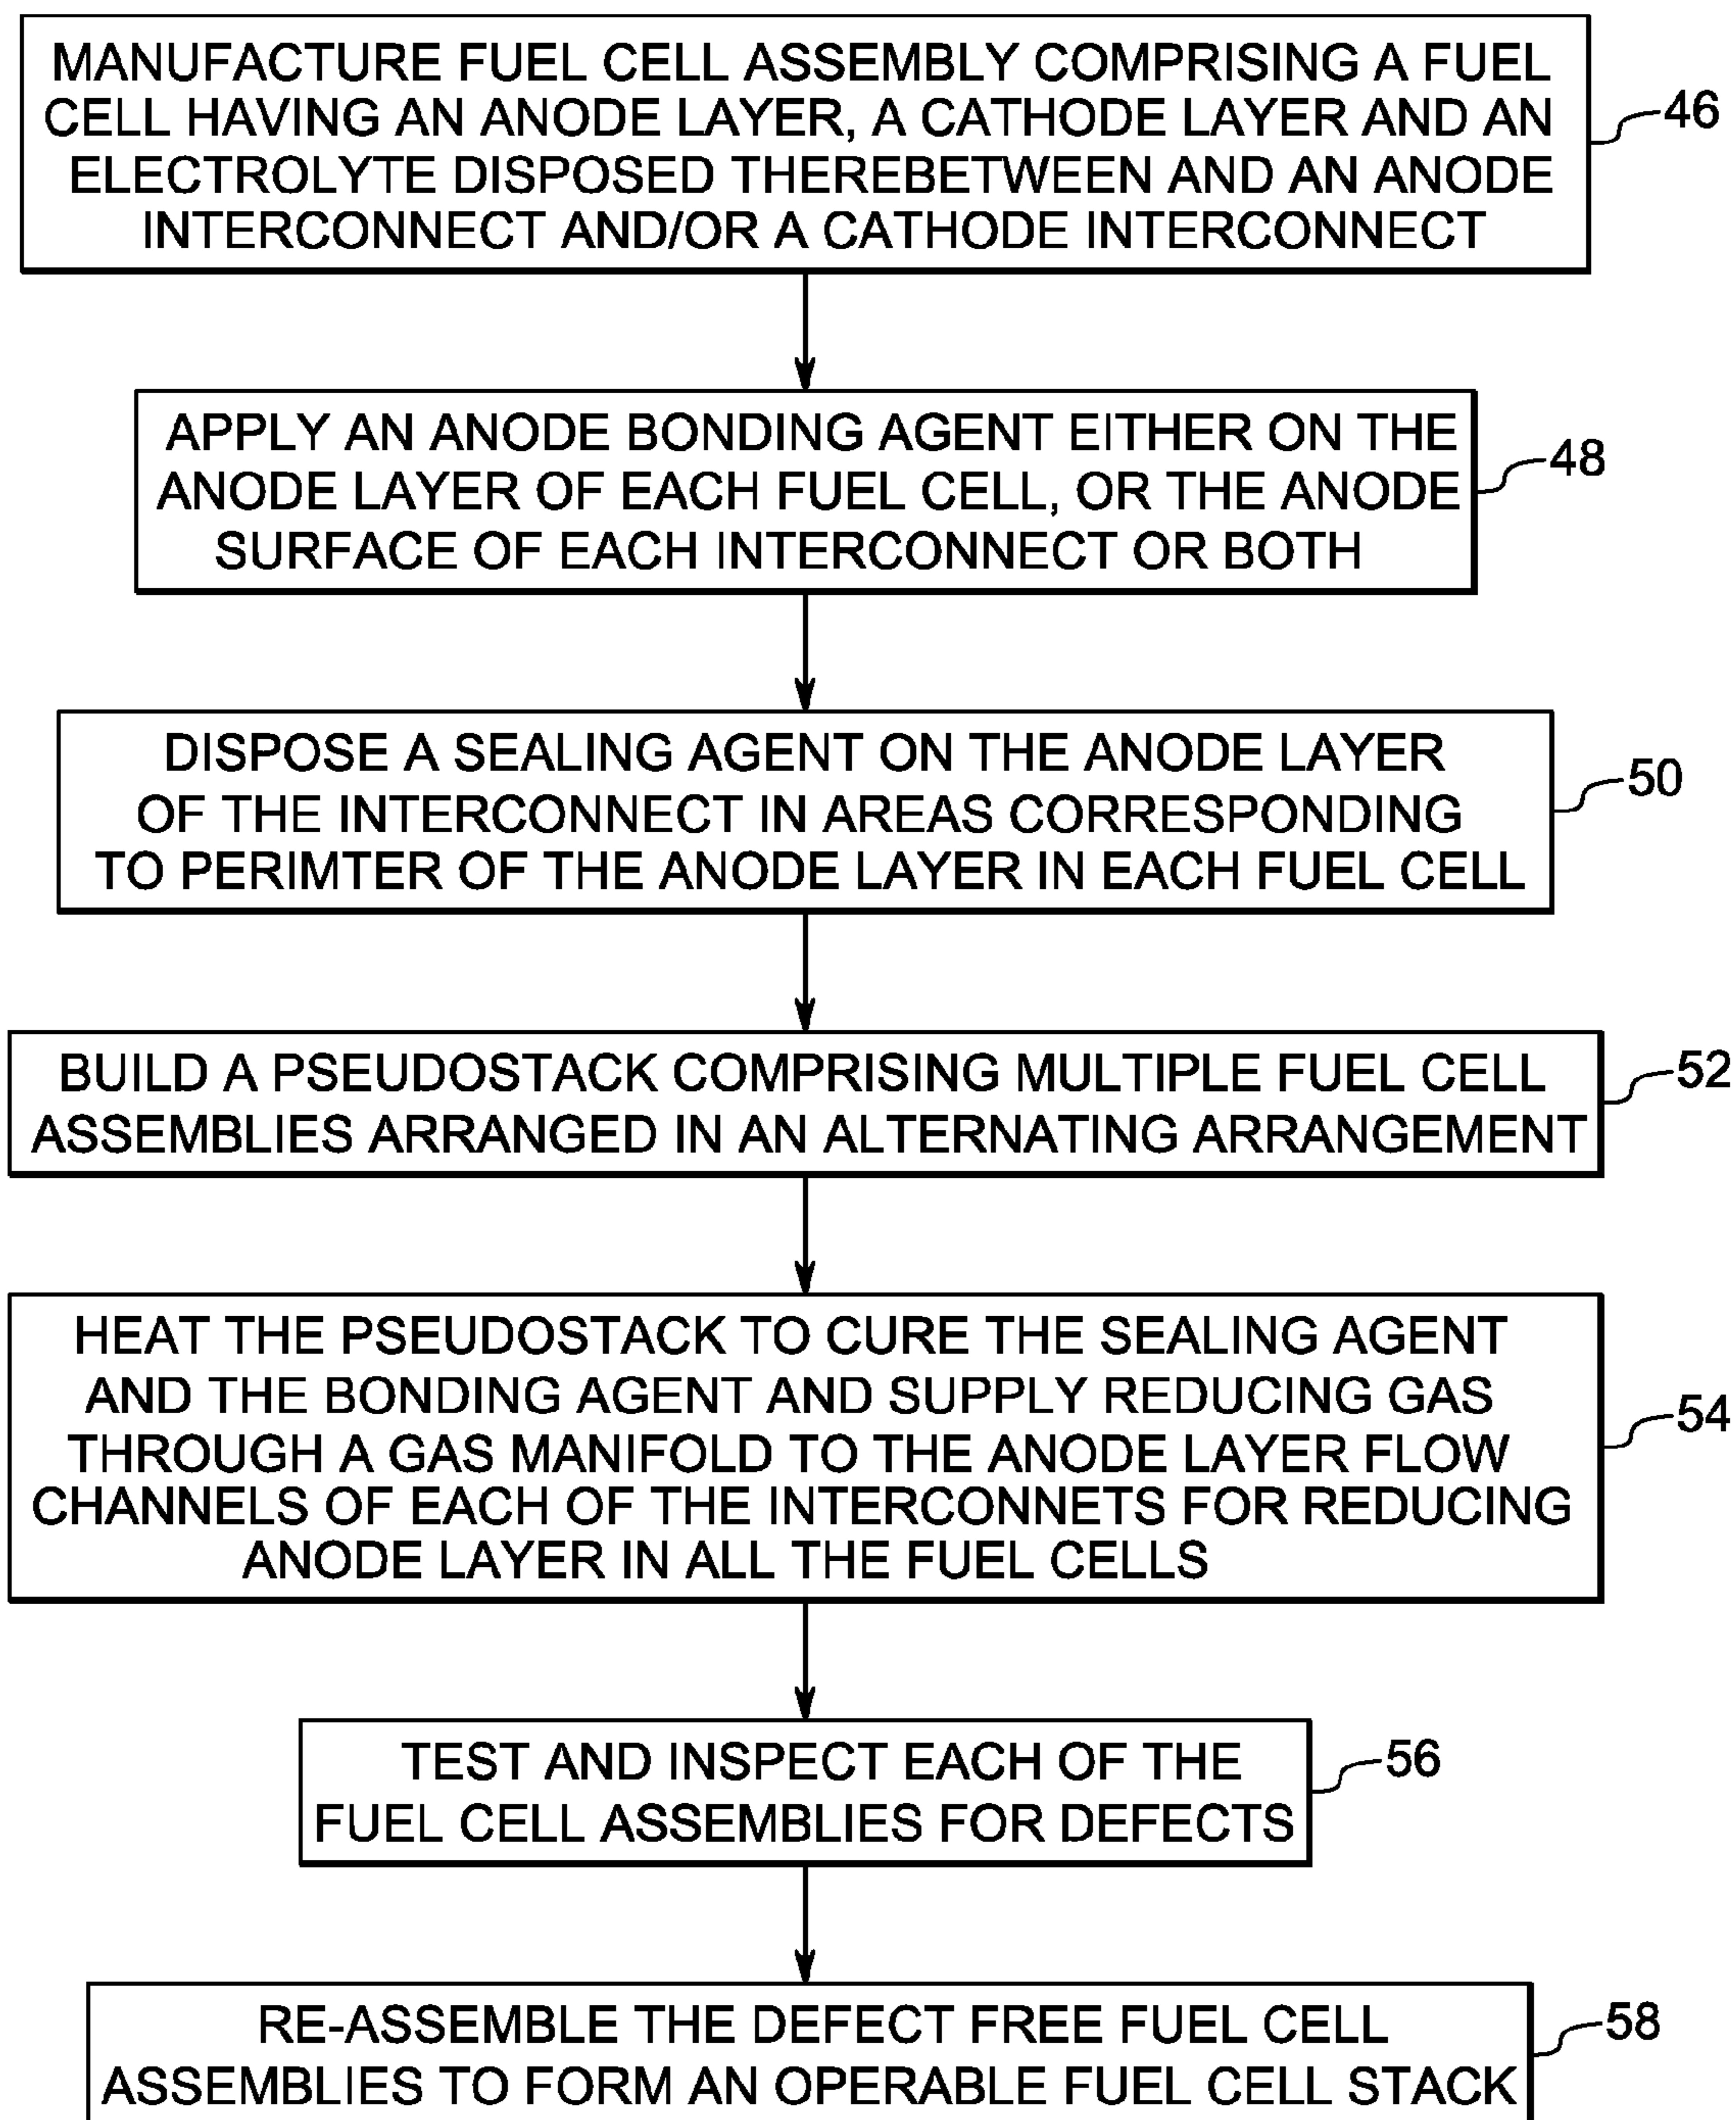 MANUFACTURE FUEL CELL ASSEMBLY COMPRISING A FUEL
CELL HAVING AN ANODE LAYER, A CATHODE LAYER AND AN
ELECTROLYTE DISPOSED THEREBETWEEN AND AN ANODE
INTERCONNECT AND/OR A CATHODE INTERCONNECT
46
APPLY AN ANODE BONDING AGENT EITHER ON THE
ANODE LAYER OF EACH FUEL CELL, OR THE ANODE
SURFACE OF EACH INTERCONNECT OR BOTH
48
DISPOSE A SEALING AGENT ON THE ANODE LAYER
OF THE INTERCONNECT IN AREAS CORRESPONDING
TO PERIMTER OF THE ANODE LAYER IN EACH FUEL CELL
50
BUILD A PSEUDOSTACK COMPRISING MULTIPLE FUEL CELL
ASSEMBLIES ARRANGED IN AN ALTERNATING ARRANGEMENT
52
HEAT THE PSEUDOSTACK TO CURE THE SEALING AGENT
AND THE BONDING AGENT AND SUPPLY REDUCING GAS
THROUGH A GAS MANIFOLD TO THE ANODE LAYER FLOW
CHANNELS OF EACH OF THE INTERCONNETS FOR REDUCING
ANODE LAYER IN ALL THE FUEL CELLS
54
TEST AND INSPECT EACH OF THE
FUEL CELL ASSEMBLIES FOR DEFECTS
56
RE-ASSEMBLE THE DEFECT FREE FUEL CELL
ASSEMBLIES TO FORM AN OPERABLE FUEL CELL STACK
58